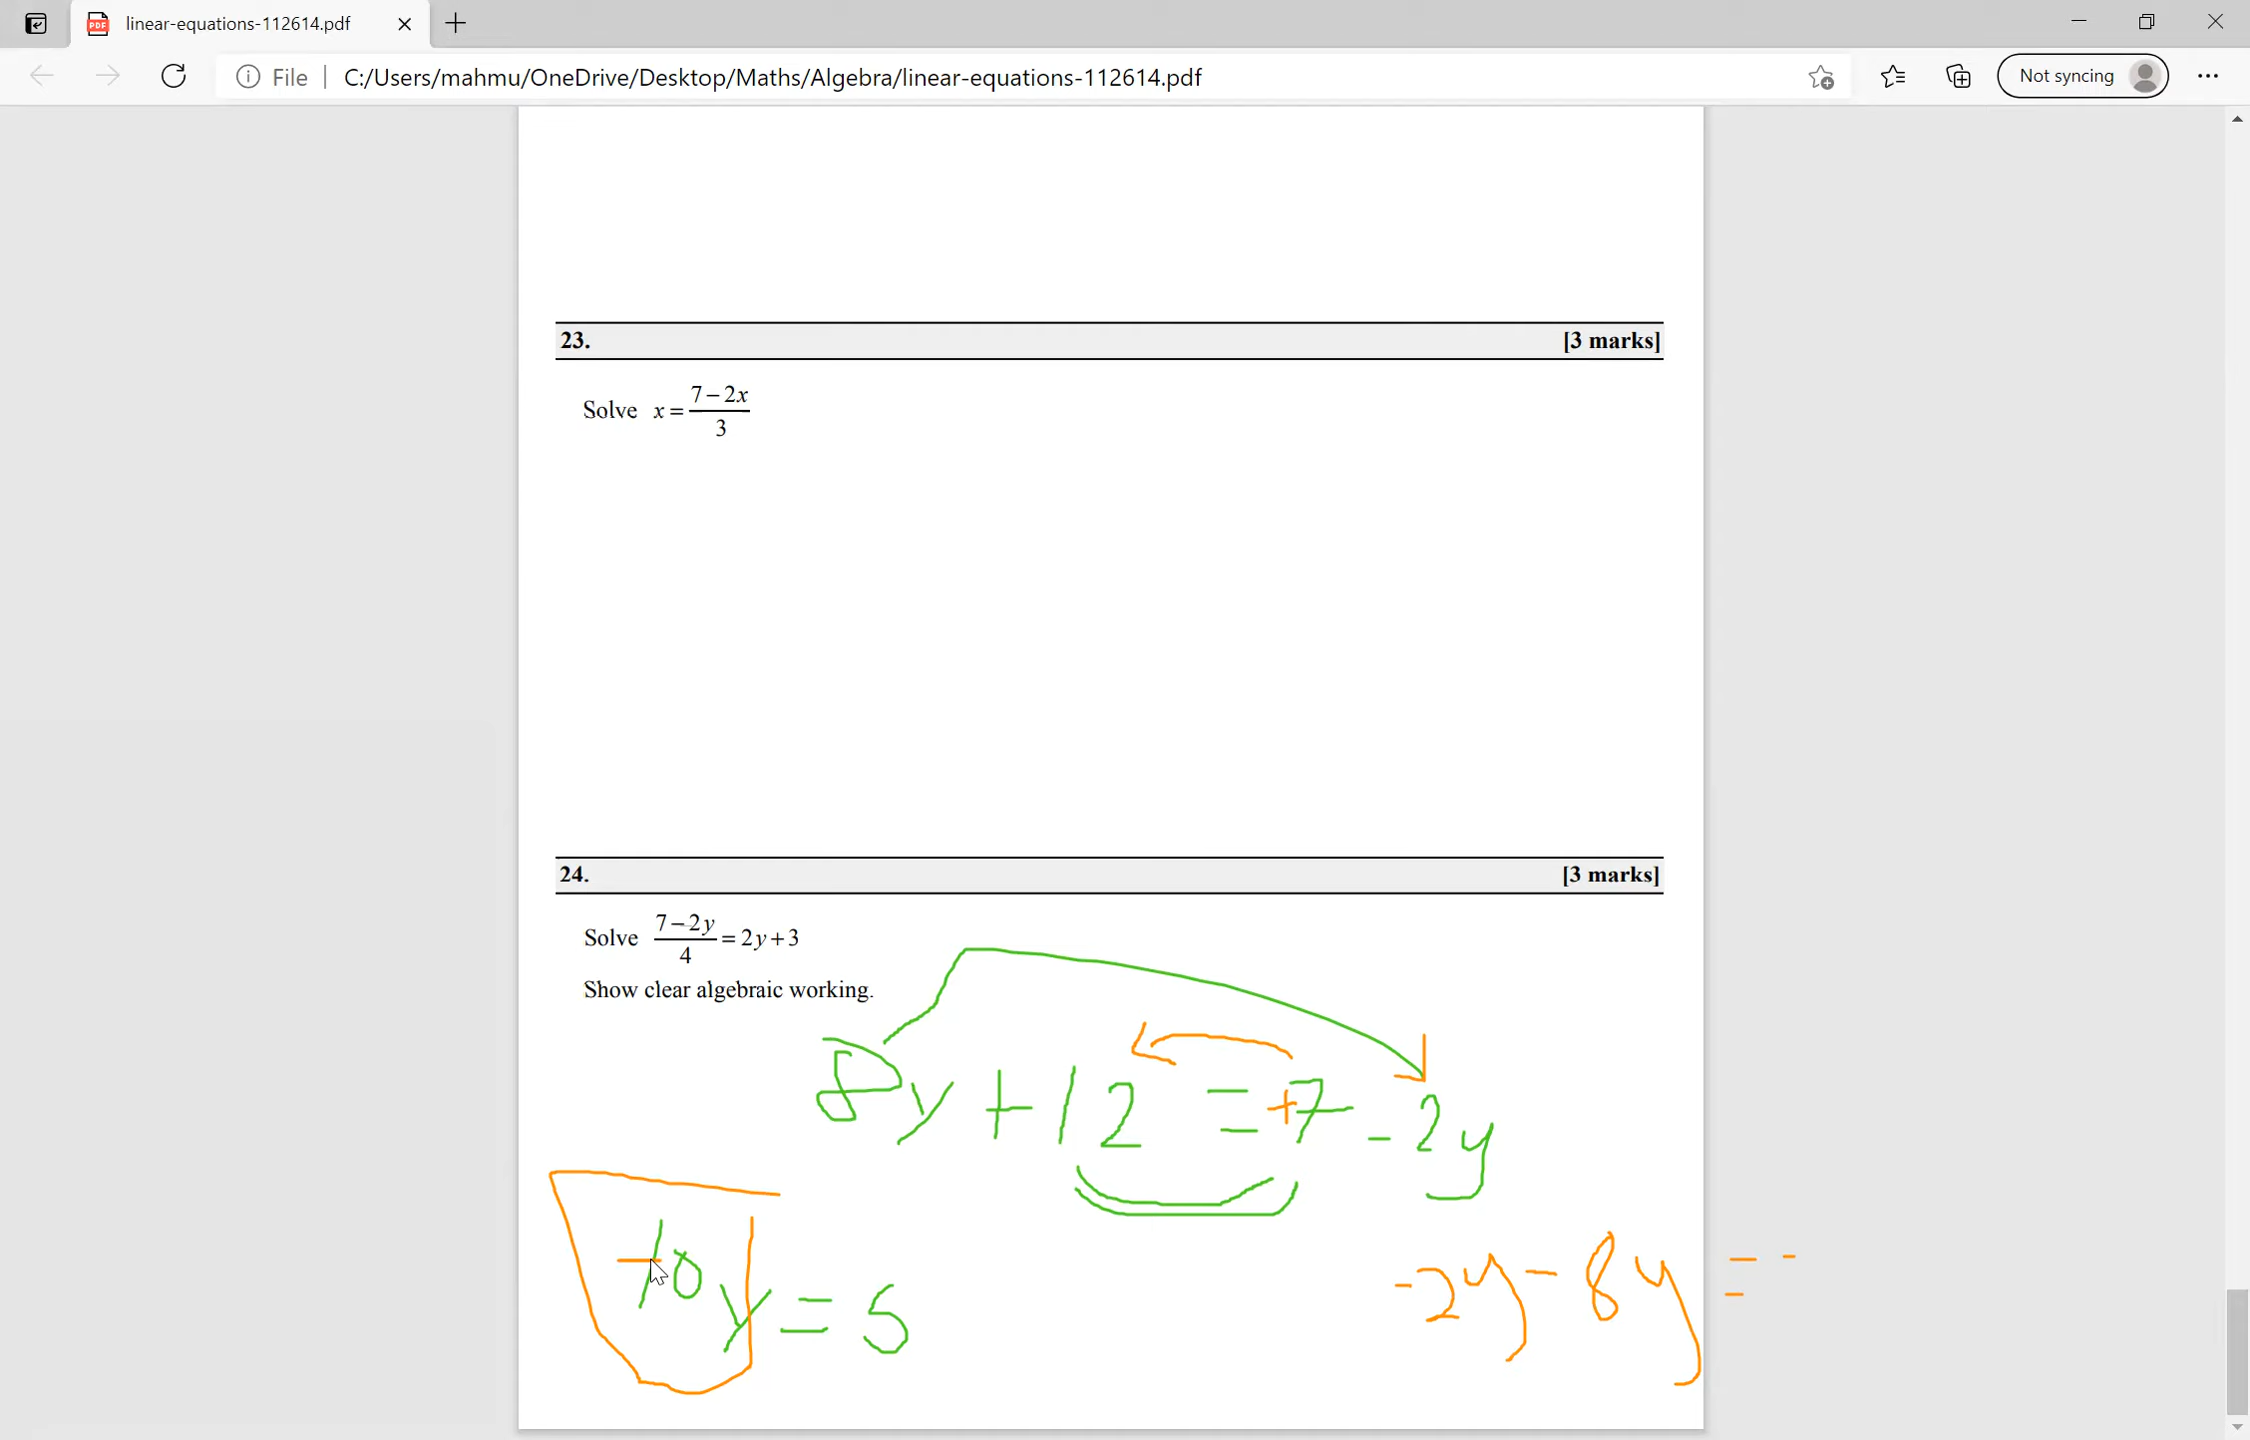 linear-equations-112614.pdf
File | C:/Users/mahmu/OneDrive/Desktop/Maths/Algebra/linear-equations-112614.pdf
Not syncing
23. [3 marks]
Solve x = \frac{7-2x}{3}
24. [3 marks]
Solve \frac{7-2y}{4} = 2y+3
Show clear algebraic working.
8y + 12 = +7 - 2y
-10y = 5
-2y - 8y = -